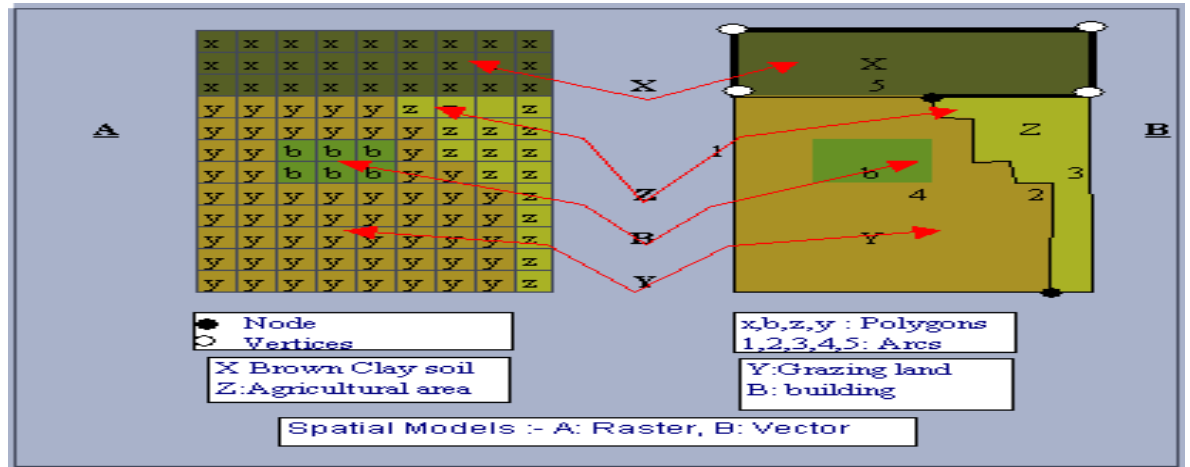 x x x x x x x x x
x x x x x x x x x
x x x x x x x x x
y y y y y z z
y y y y y y z z z
y y b b b y z z z
y y b b b y y z z
y y y y y y y y z
y y y y y y y y z
y y y y y y y y z
y y y y y y y y z
y y y y y y y y z
A
X
Z
B
Y
X
5
Z
1
b
3
4
2
Y
B
Node
Vertices
x,b,z,y : Polygons
1,2,3,4,5: Arcs
X Brown Clay soil
Z:Agricultural area
Y:Grazing land
B: building
Spatial Models :- A: Raster, B: Vector